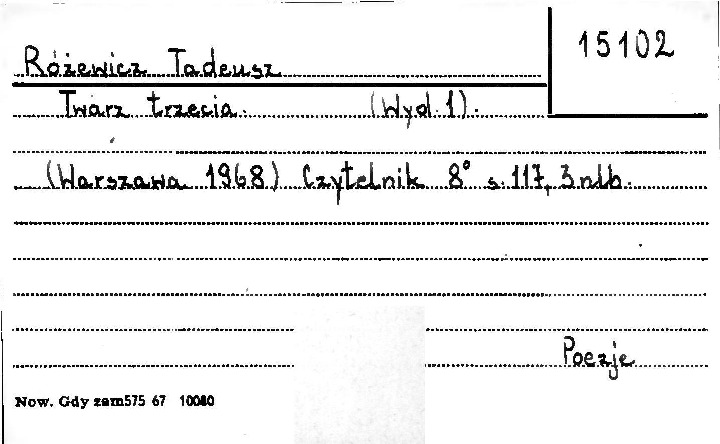 15102
Różewicz Tadeusz
Twarz trzecia. (Wyd. 1).
(Warszawa 1968) Czytelnik 8° s. 117, 3 nlb.
Poezje
Now. Gdy zam575 67 10080